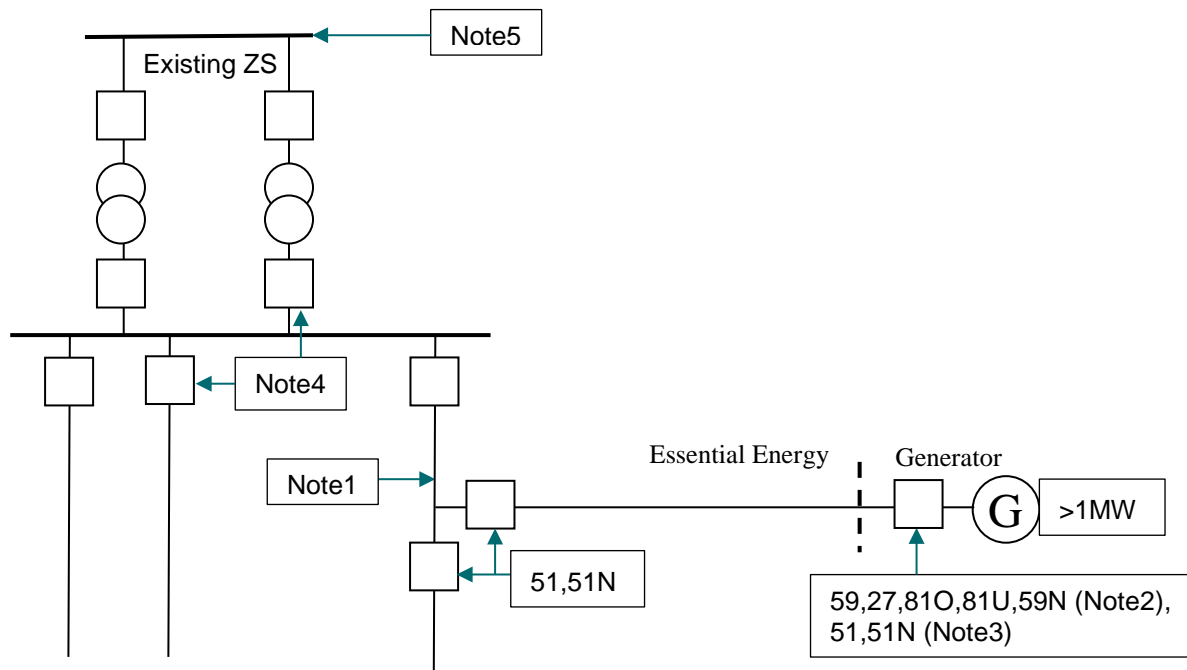 Note5
Existing ZS
Note4
Essential Energy
Generator
Note1
G
>1MW
51,51N
59,27,81O,81U,59N (Note2),
51,51N (Note3)